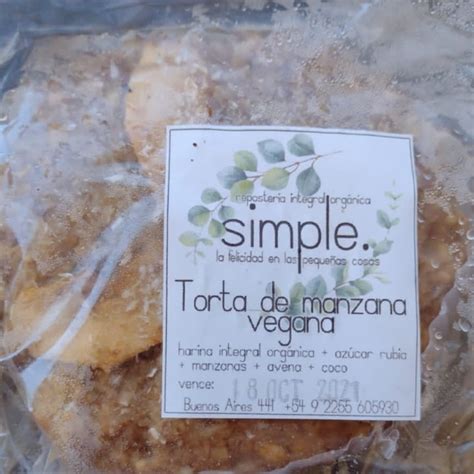 repostería integral orgánica
simple.
la felicidad en las pequeñas cosas
Torta de manzana
vegana
harina integral orgánica + azúcar rubia
+ manzanas + avena + coco
vence: 18 OCT 2021
Buenos Aires 441 +54 9 2255 605930